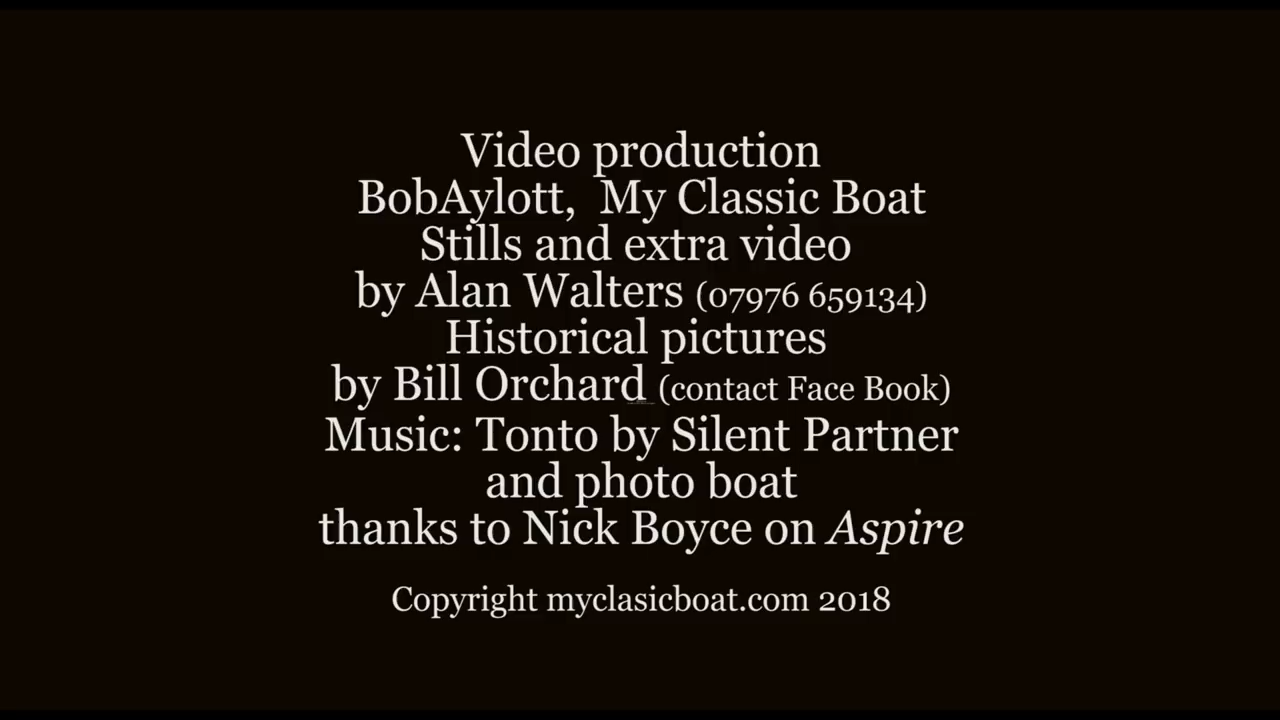 Video production
BobAylott, My Classic Boat
Stills and extra video
by Alan Walters (07976 659134)
Historical pictures
by Bill Orchard (contact Face Book)
Music: Tonto by Silent Partner
and photo boat
thanks to Nick Boyce on Aspire
Copyright myclasicboat.com 2018